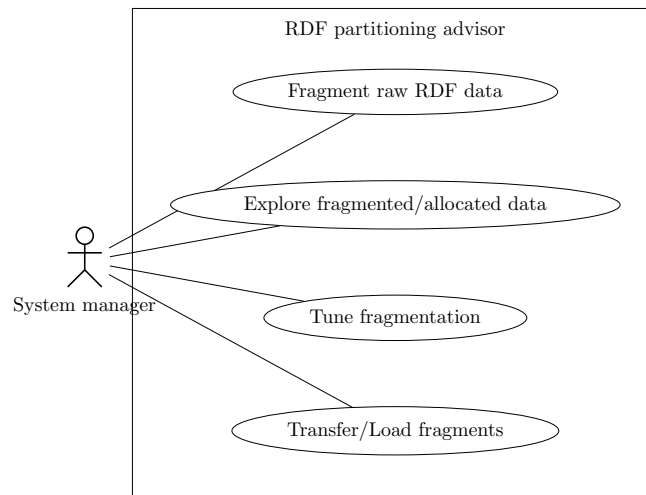 RDF partitioning advisor
Fragment raw RDF data
Explore fragmented/allocated data
System manager
Tune fragmentation
Transfer/Load fragments